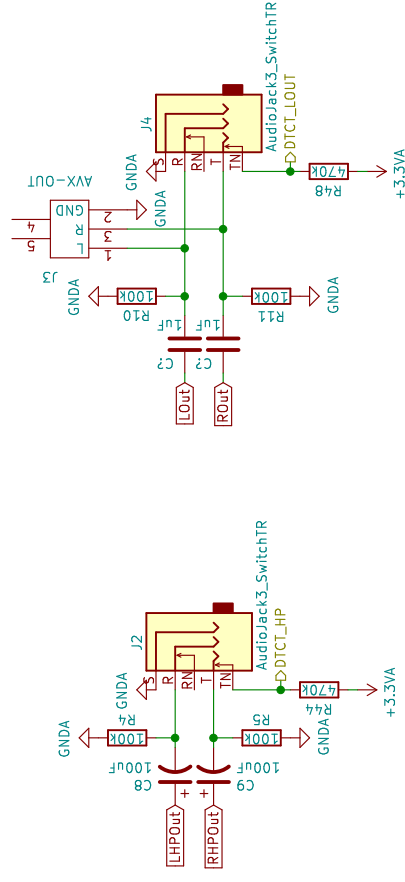 AudioJack3_SwitchTR
J4
DTCT_LOUT
S
R
RN
T
TN
GNDA
470k
R48
+3.3VA
AVX-OUT
GND
R
L
2
3
1
4
5
J3
GNDA
GNDA
100k
R10
100k
R11
GNDA
1uF
1uF
C?
C?
LOut
ROut
AudioJack3_SwitchTR
J2
DTCT_HP
S
R
RN
T
TN
GNDA
470k
R44
+3.3VA
GNDA
R4
100k
R5
100k
GNDA
100uF
100uF
C8
C9
+
+
LHPOut
RHPOut